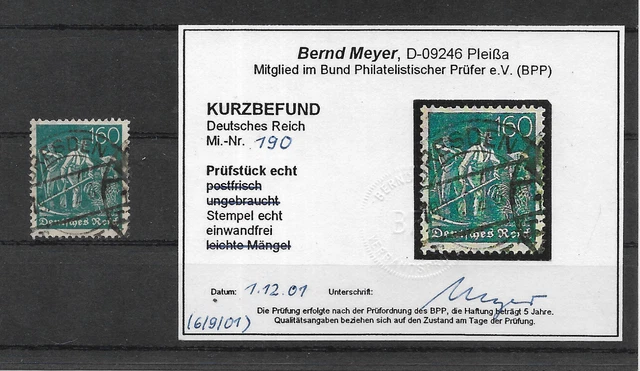 160
RESDEN
Deutsches Reich
Bernd Meyer, D-09246 Pleißa
Mitglied im Bund Philatelistischer Prüfer e.V. (BPP)
KURZBEFUND
Deutsches Reich
Mi.-Nr. 190
Prüfstück echt
postfrisch
ungebraucht
Stempel echt
einwandfrei
leichte Mängel
160
RESDEN
Deutsches Reich
Datum: 1.12.01 Unterschrift: Meyer
Die Prüfung erfolgte nach der Prüfordnung des BPP, die Haftung beträgt 5 Jahre.
(6/9/01) Qualitätsangaben beziehen sich auf den Zustand am Tage der Prüfung.